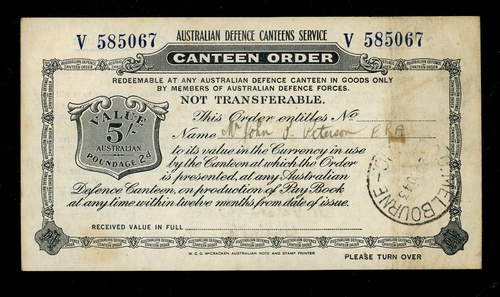 V 585067 AUSTRALIAN DEFENCE CANTEENS SERVICE V 585067
CANTEEN ORDER
REDEEMABLE AT ANY AUSTRALIAN DEFENCE CANTEEN IN GOODS ONLY
BY MEMBERS OF AUSTRALIAN DEFENCE FORCES.
NOT TRANSFERABLE.
VALUE
5/-
AUSTRALIAN
POUNDAGE 2d
This Order entitles No
Name Mr John J. Peterson
to its value in the Currency in use
by the Canteen at which the Order
is presented, at any Australian
Defence Canteen, on production of Pay Book
at any time within twelve months from date of issue.
RECEIVED VALUE IN FULL
MELBOURNE
W. C. G. McCRACKEN AUSTRALIAN NOTE AND STAMP PRINTER
PLEASE TURN OVER